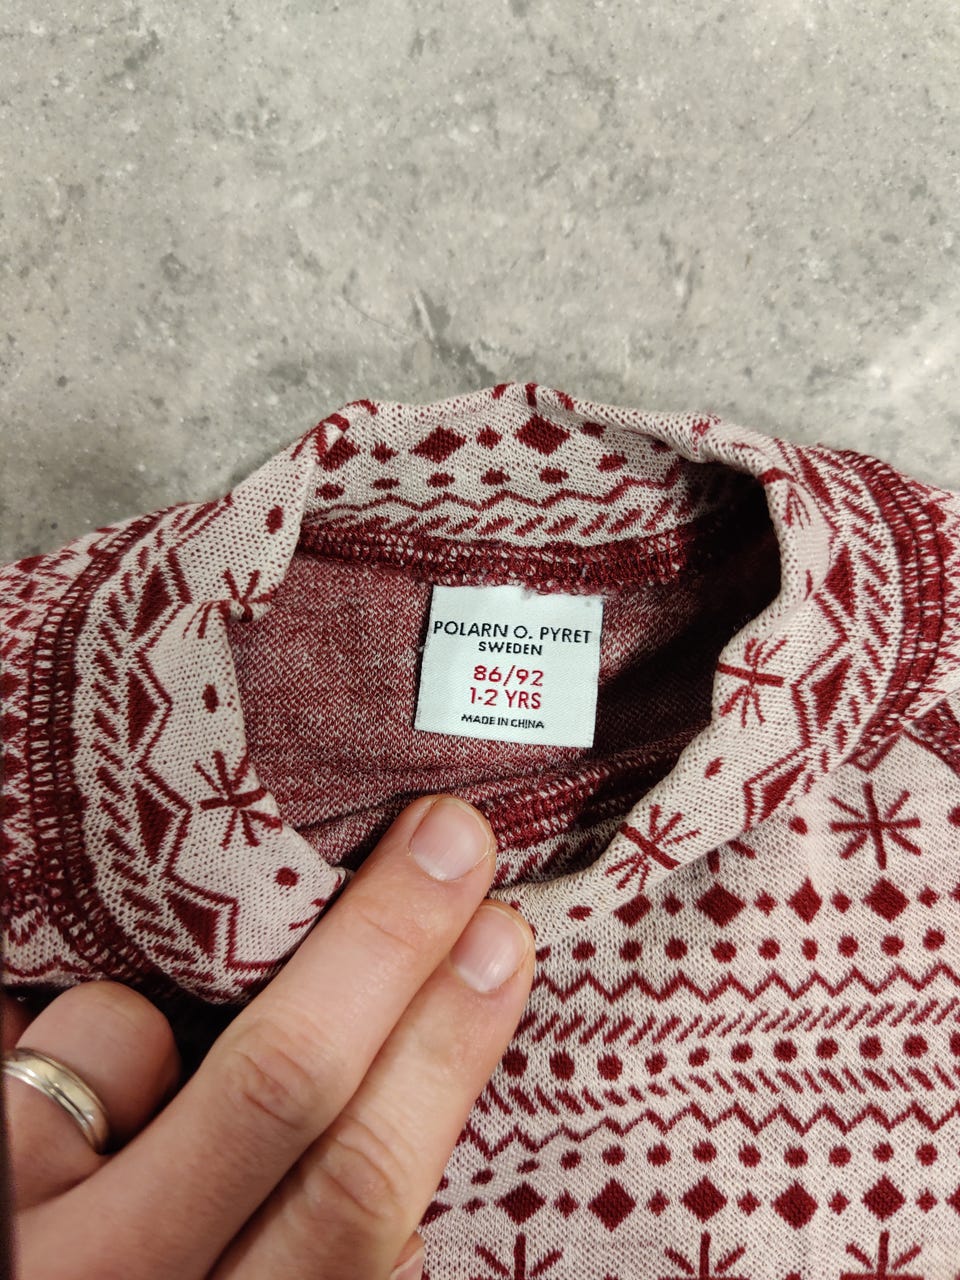 POLARN O. PYRET
SWEDEN
86/92
1-2 YRS
MADE IN CHINA